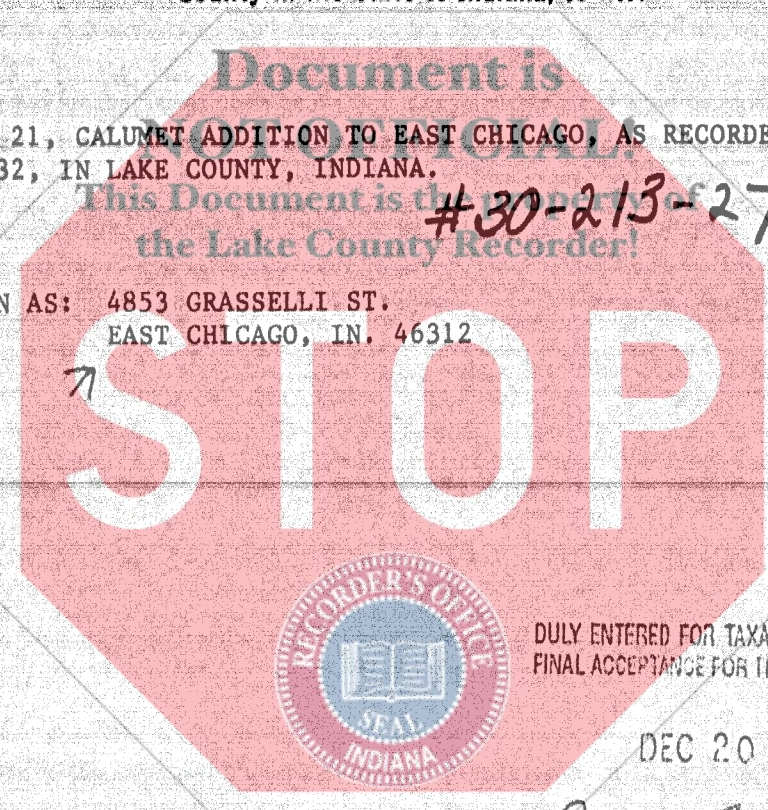 Document is
NOT OFFICIAL!
21, CALUMET ADDITION TO EAST CHICAGO, AS RECORDE
32, IN LAKE COUNTY, INDIANA.
This Document is the property of
#30-213-27
the Lake County Recorder!
N AS: 4853 GRASSELLI ST.
EAST CHICAGO, IN. 46312
STOP
RECORDER'S OFFICE
SEAL
INDIANA
DULY ENTERED FOR TAXA
FINAL ACCEPTANCE FOR
DEC 20